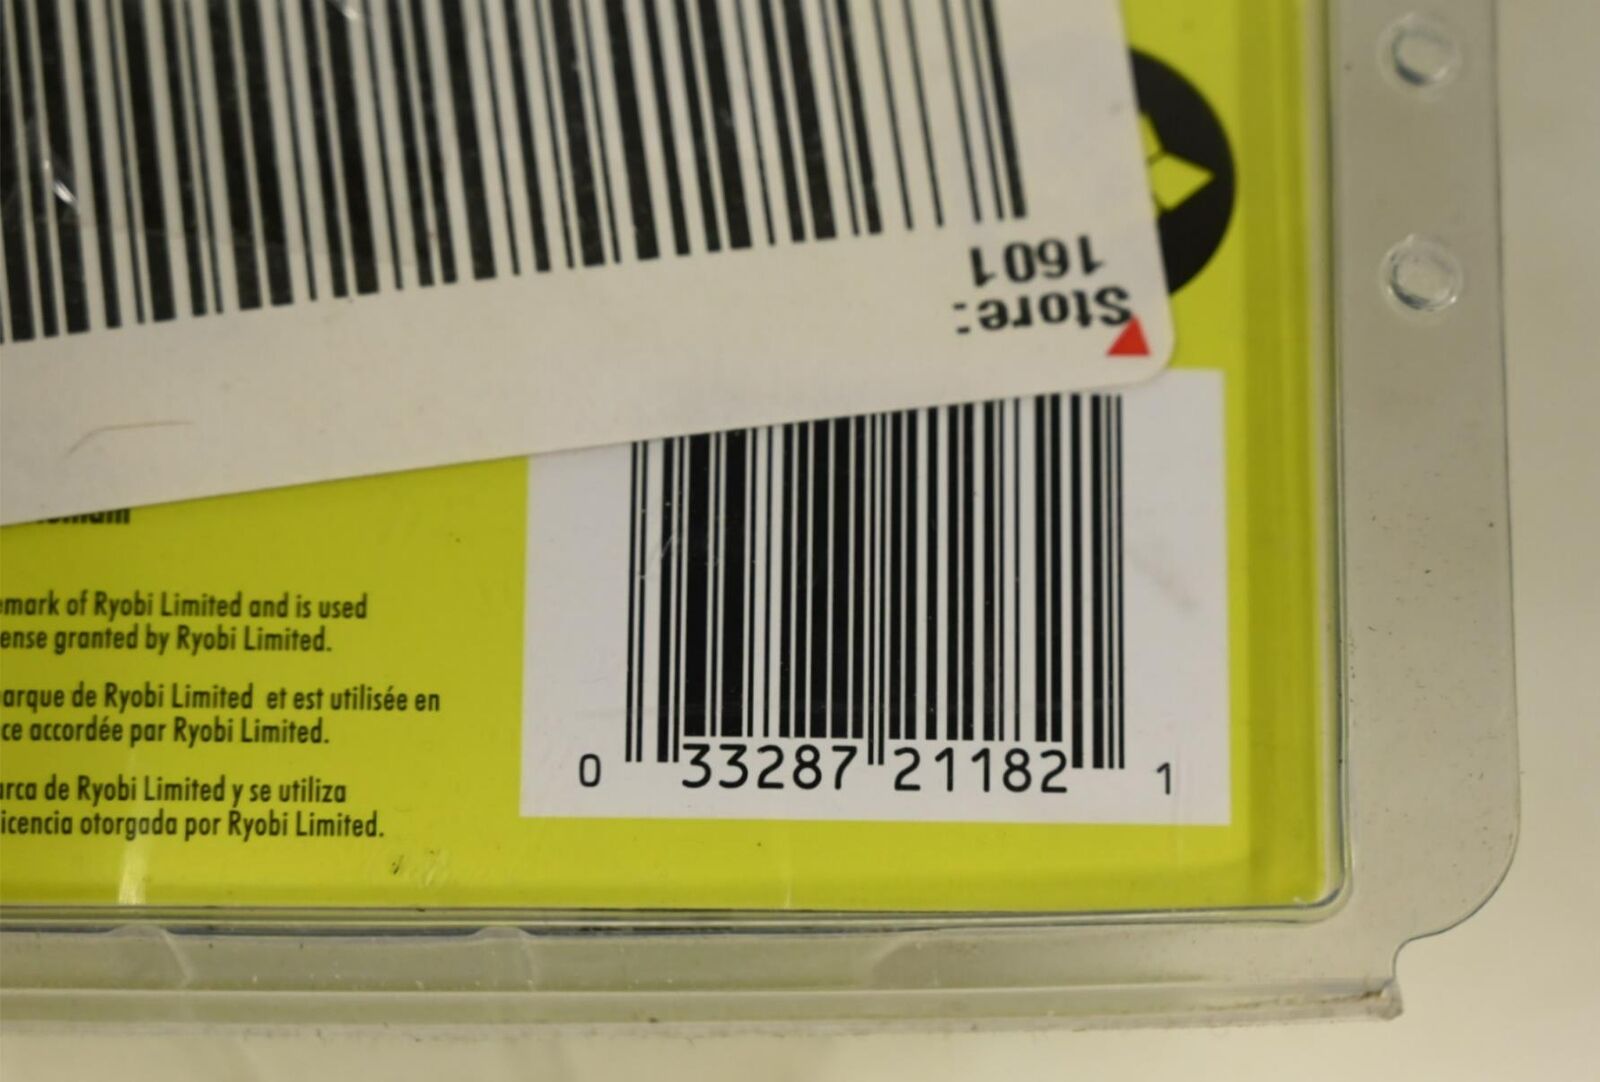 Store:
1601
emark of Ryobi Limited and is used
ense granted by Ryobi Limited.
arque de Ryobi Limited et est utilisée en
ce accordée par Ryobi Limited.
arca de Ryobi Limited y se utiliza
licencia otorgada por Ryobi Limited.
0 33287 21182 1